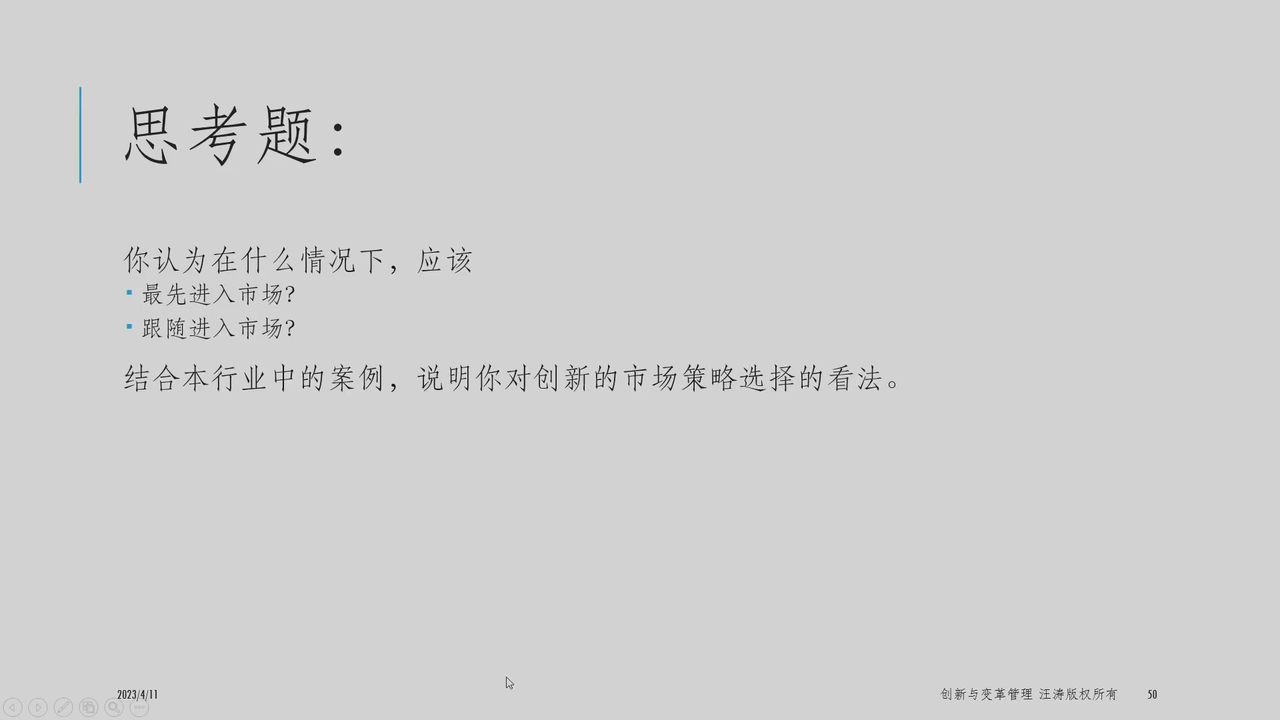 思考题：
你认为在什么情况下，应该
最先进入市场？
跟随进入市场？
结合本行业中的案例，说明你对创新的市场策略选择的看法。
2023/4/11
创新与变革管理 汪涛版权所有
50